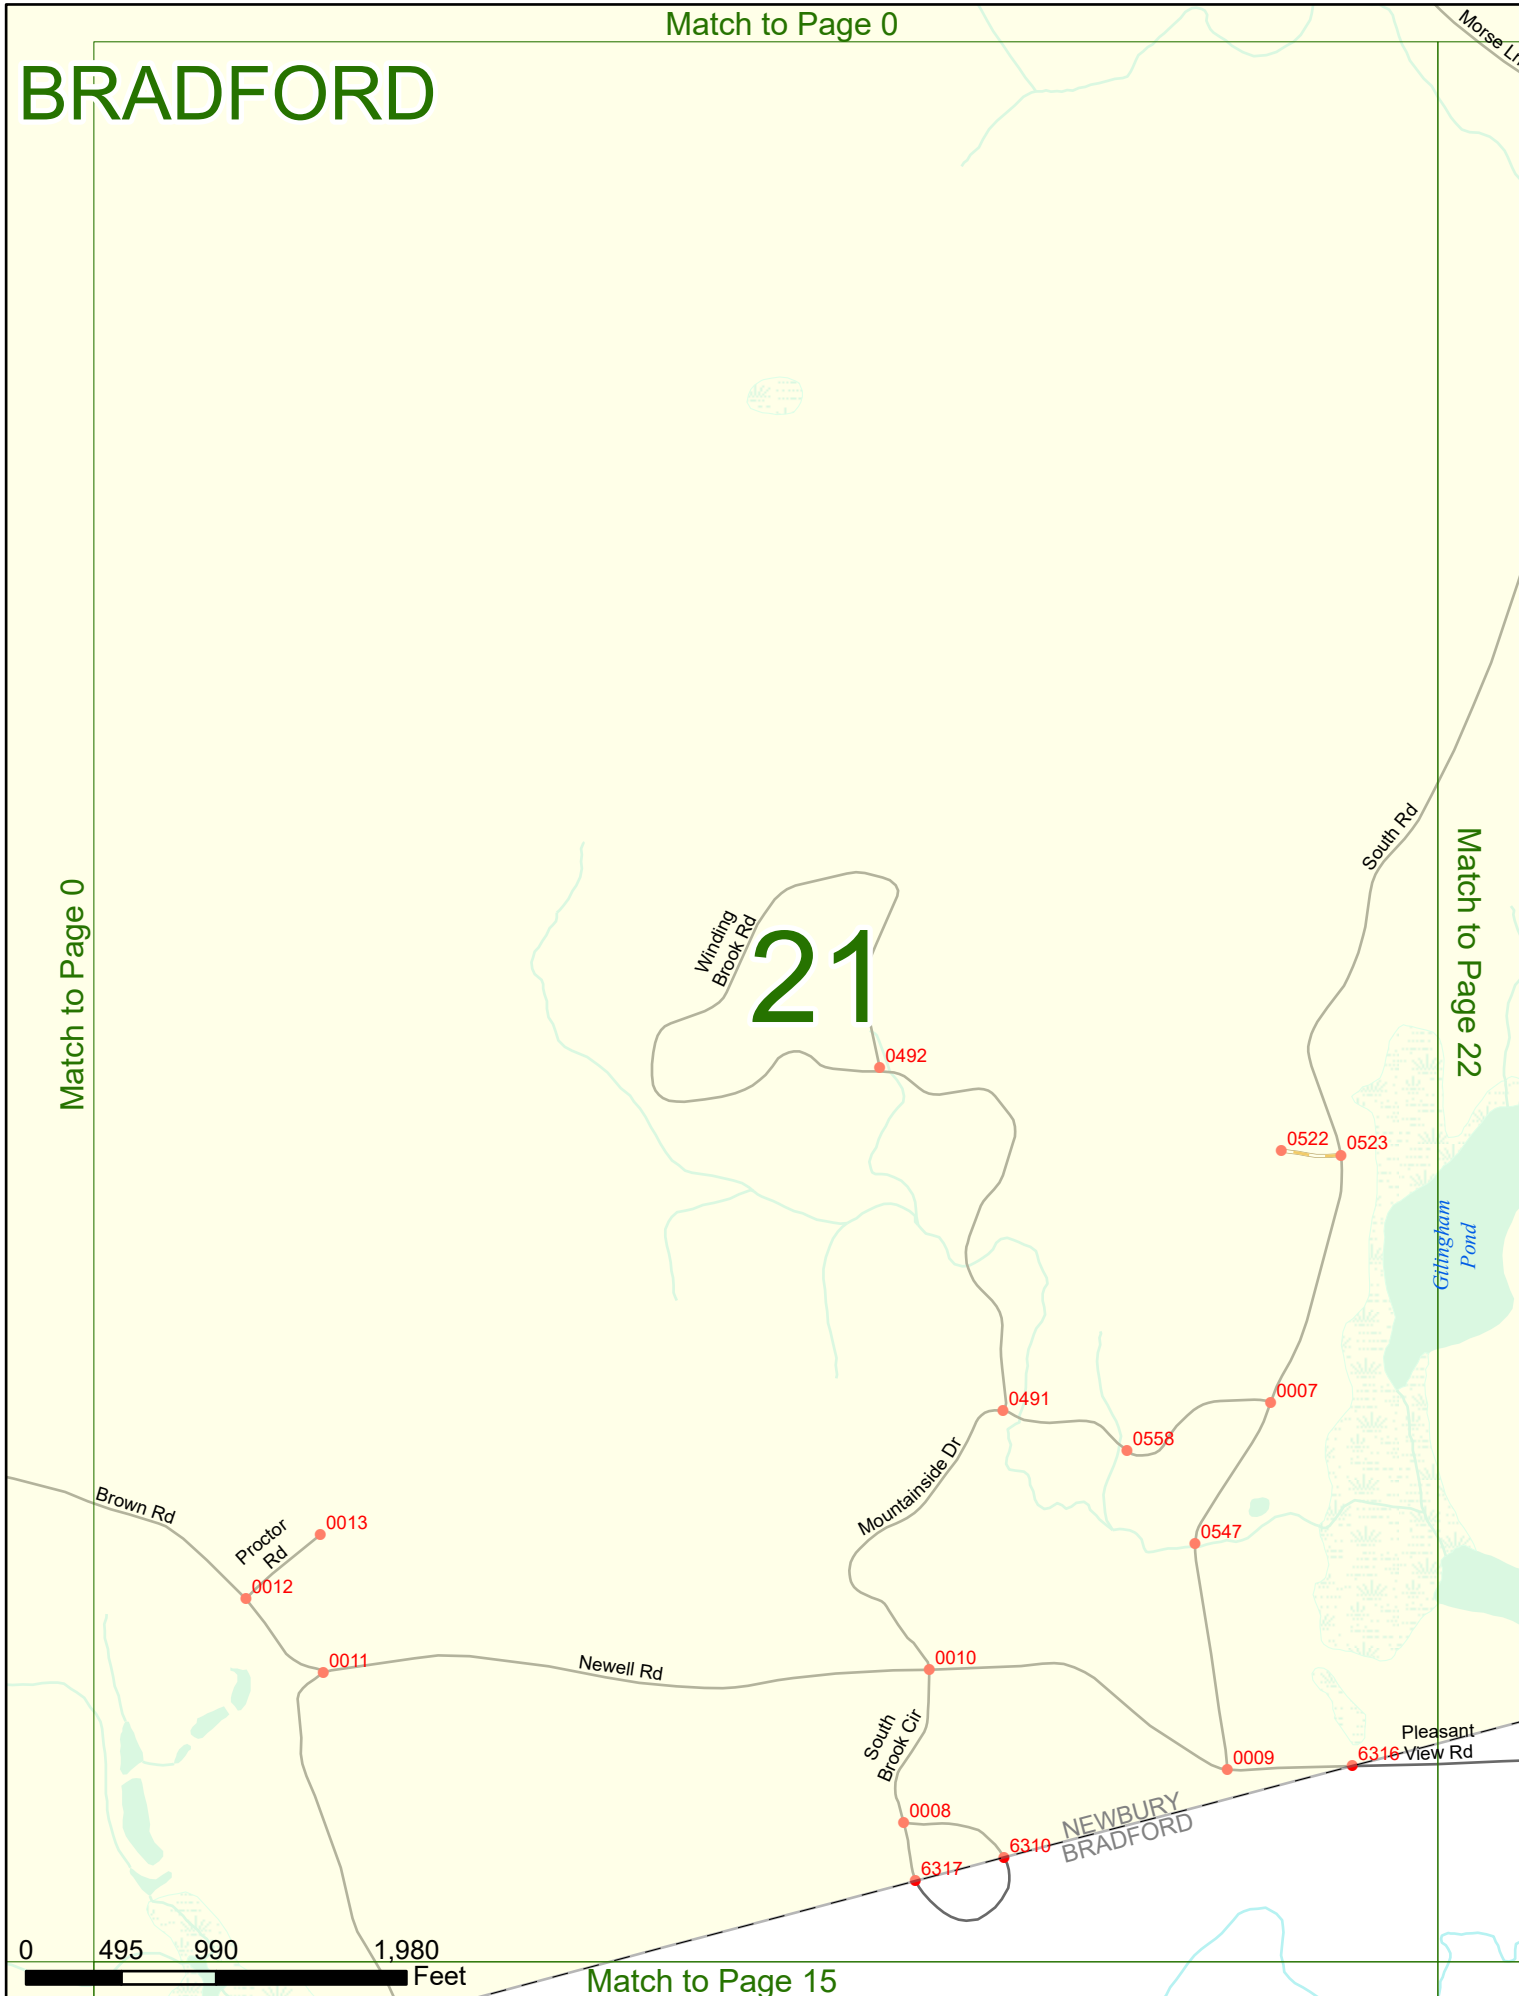 Match to Page 0
Morse Ln
BRADFORD
South Rd
Match to Page 22
Match to Page 0
Winding
Brook Rd
21
0492
0522
0523
Gillingham
Pond
0007
0491
0558
Mountainside Dr
Brown Rd
Proctor
Rd
0013
0547
0012
0011
Newell Rd
0010
South
Brook Cir
Pleasant
View Rd
0009
6316
0008
NEWBURY
BRADFORD
6310
6317
0 495 990 1,980
Feet
Match to Page 15